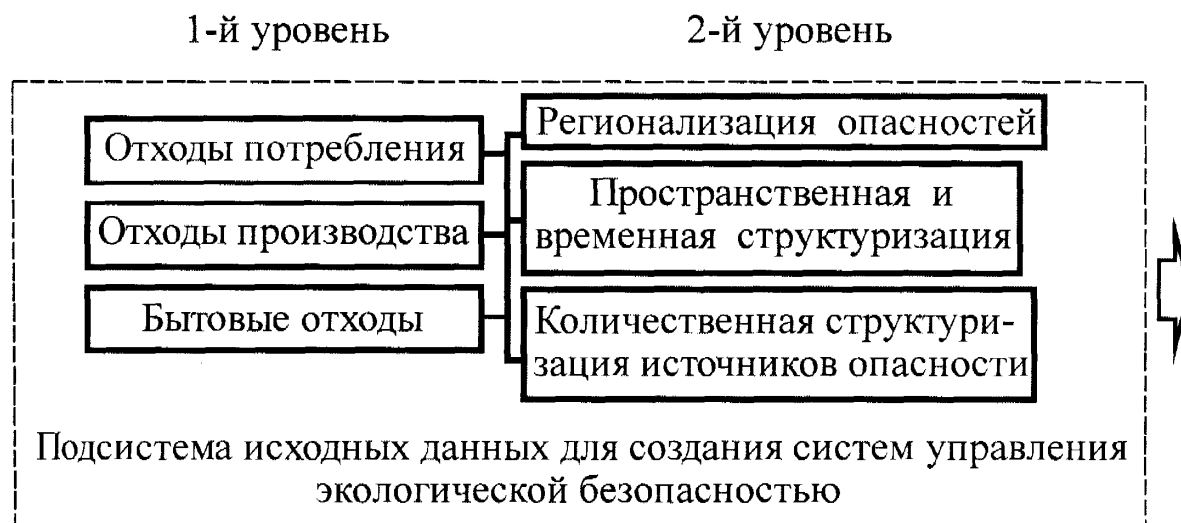 1-й уровень
2-й уровень
Отходы потребления
Отходы производства
Бытовые отходы
Регионализация опасностей
Пространственная и
временная структуризация
Количественная структури-
зация источников опасности
Подсистема исходных данных для создания систем управления
экологической безопасностью